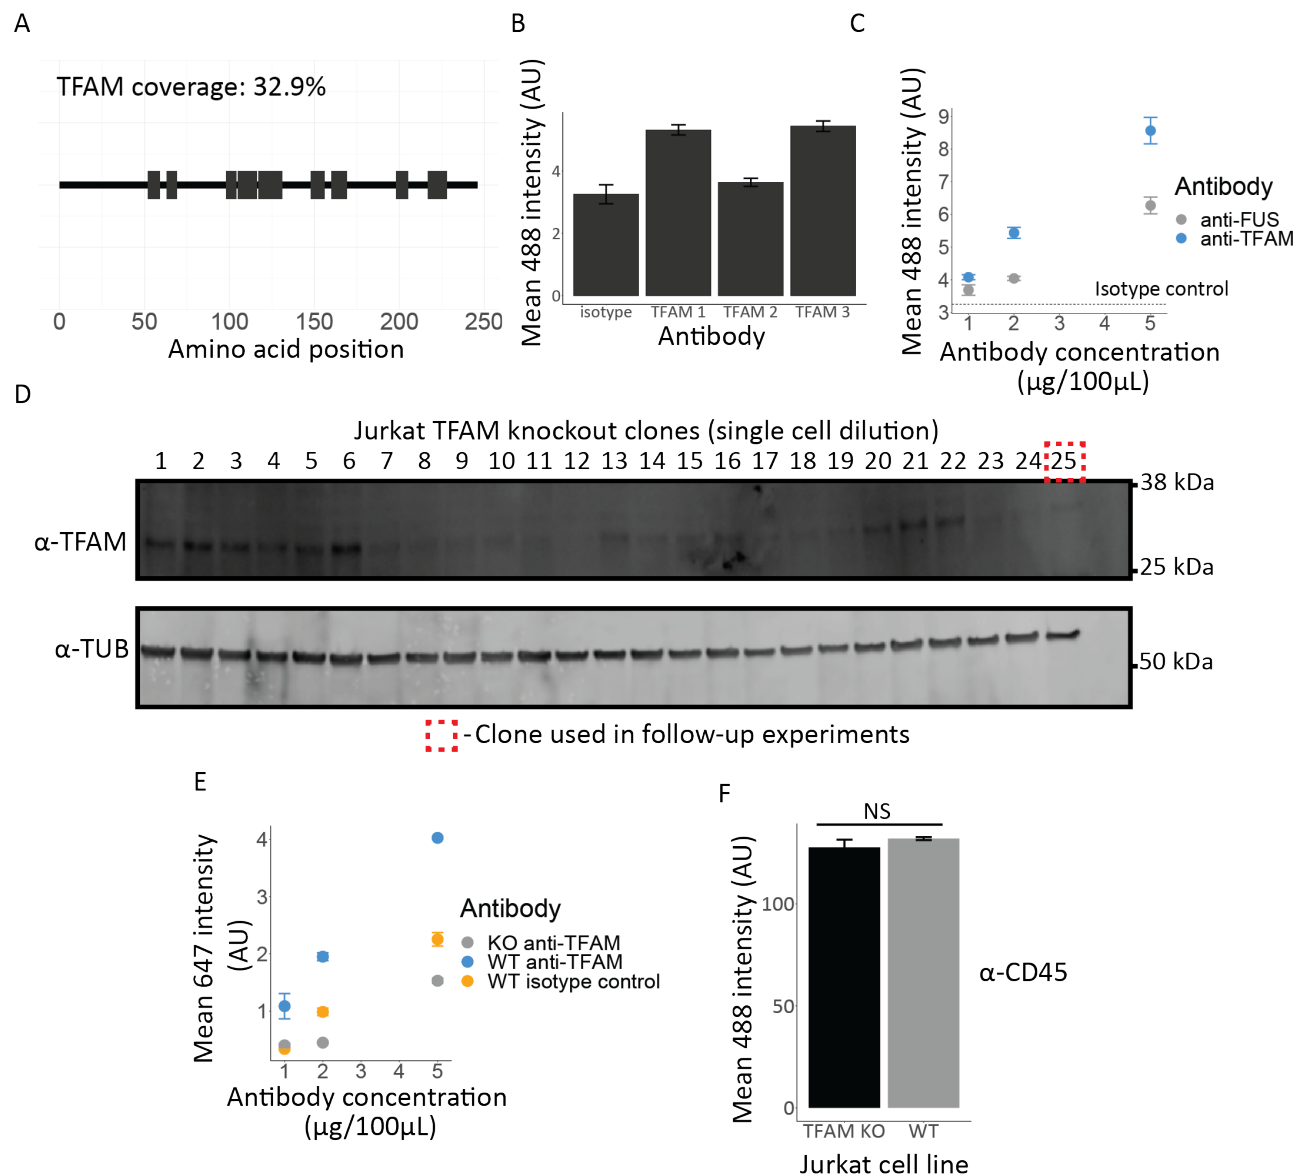 A
TFAM coverage: 32.9%
0 50 100 150 200 250
Amino acid position
B
Mean 488 intensity (AU)
4
2
0
isotype TFAM 1 TFAM 2 TFAM 3
Antibody
C
Mean 488 intensity (AU)
9
8
7
6
5
4
3
Isotype control
1 2 3 4 5
Antibody concentration
(µg/100µL)
Antibody
anti-FUS
anti-TFAM
D
Jurkat TFAM knockout clones (single cell dilution)
1 2 3 4 5 6 7 8 9 10 11 12 13 14 15 16 17 18 19 20 21 22 23 24 25
α-TFAM
38 kDa
25 kDa
α-TUB
50 kDa
- Clone used in follow-up experiments
E
Mean 647 intensity
(AU)
4
3
2
1
1 2 3 4 5
Antibody concentration
(µg/100µL)
Antibody
KO anti-TFAM
WT anti-TFAM
WT isotype control
F
NS
Mean 488 intensity (AU)
100
50
0
TFAM KO WT
Jurkat cell line
α-CD45